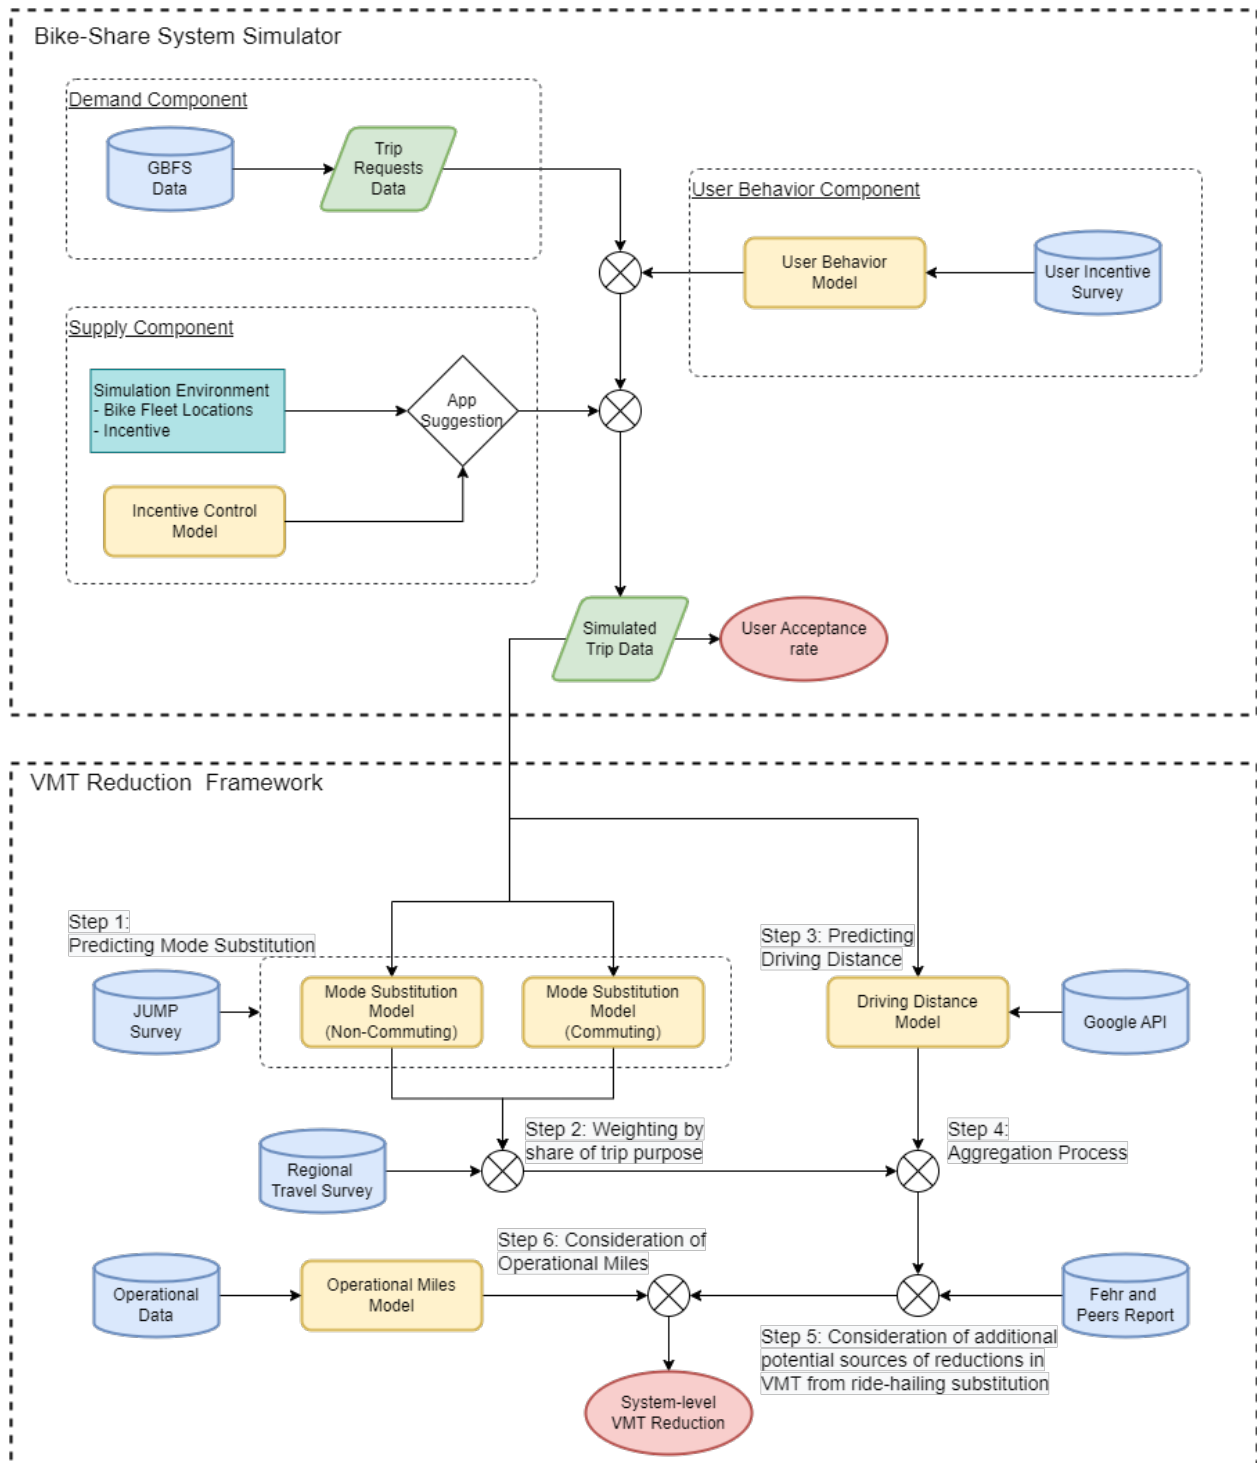 Bike-Share System Simulator
Demand Component
GBFS
Data
Trip
Requests
Data
User Behavior Component
User Behavior
Model
User Incentive
Survey
Supply Component
Simulation Environment
- Bike Fleet Locations
- Incentive
App
Suggestion
Incentive Control
Model
Simulated
Trip Data
User Acceptance
rate
VMT Reduction  Framework
Step 1:
Predicting Mode Substitution
JUMP
Survey
Mode Substitution
Model
(Non-Commuting)
Mode Substitution
Model
(Commuting)
Step 3: Predicting
Driving Distance
Driving Distance
Model
Google API
Step 2: Weighting by
share of trip purpose
Regional
Travel Survey
Step 4:
Aggregation Process
Step 6: Consideration of
Operational Miles
Operational
Data
Operational Miles
Model
Fehr and
Peers Report
Step 5: Consideration of additional
potential sources of reductions in
VMT from ride-hailing substitution
System-level
VMT Reduction